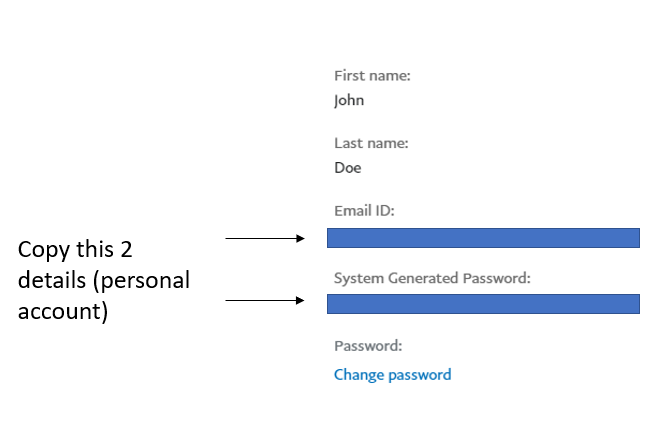 First name:
John
Last name:
Doe
Email ID:
Copy this 2
details (personal
account)
System Generated Password:
Password:
Change password